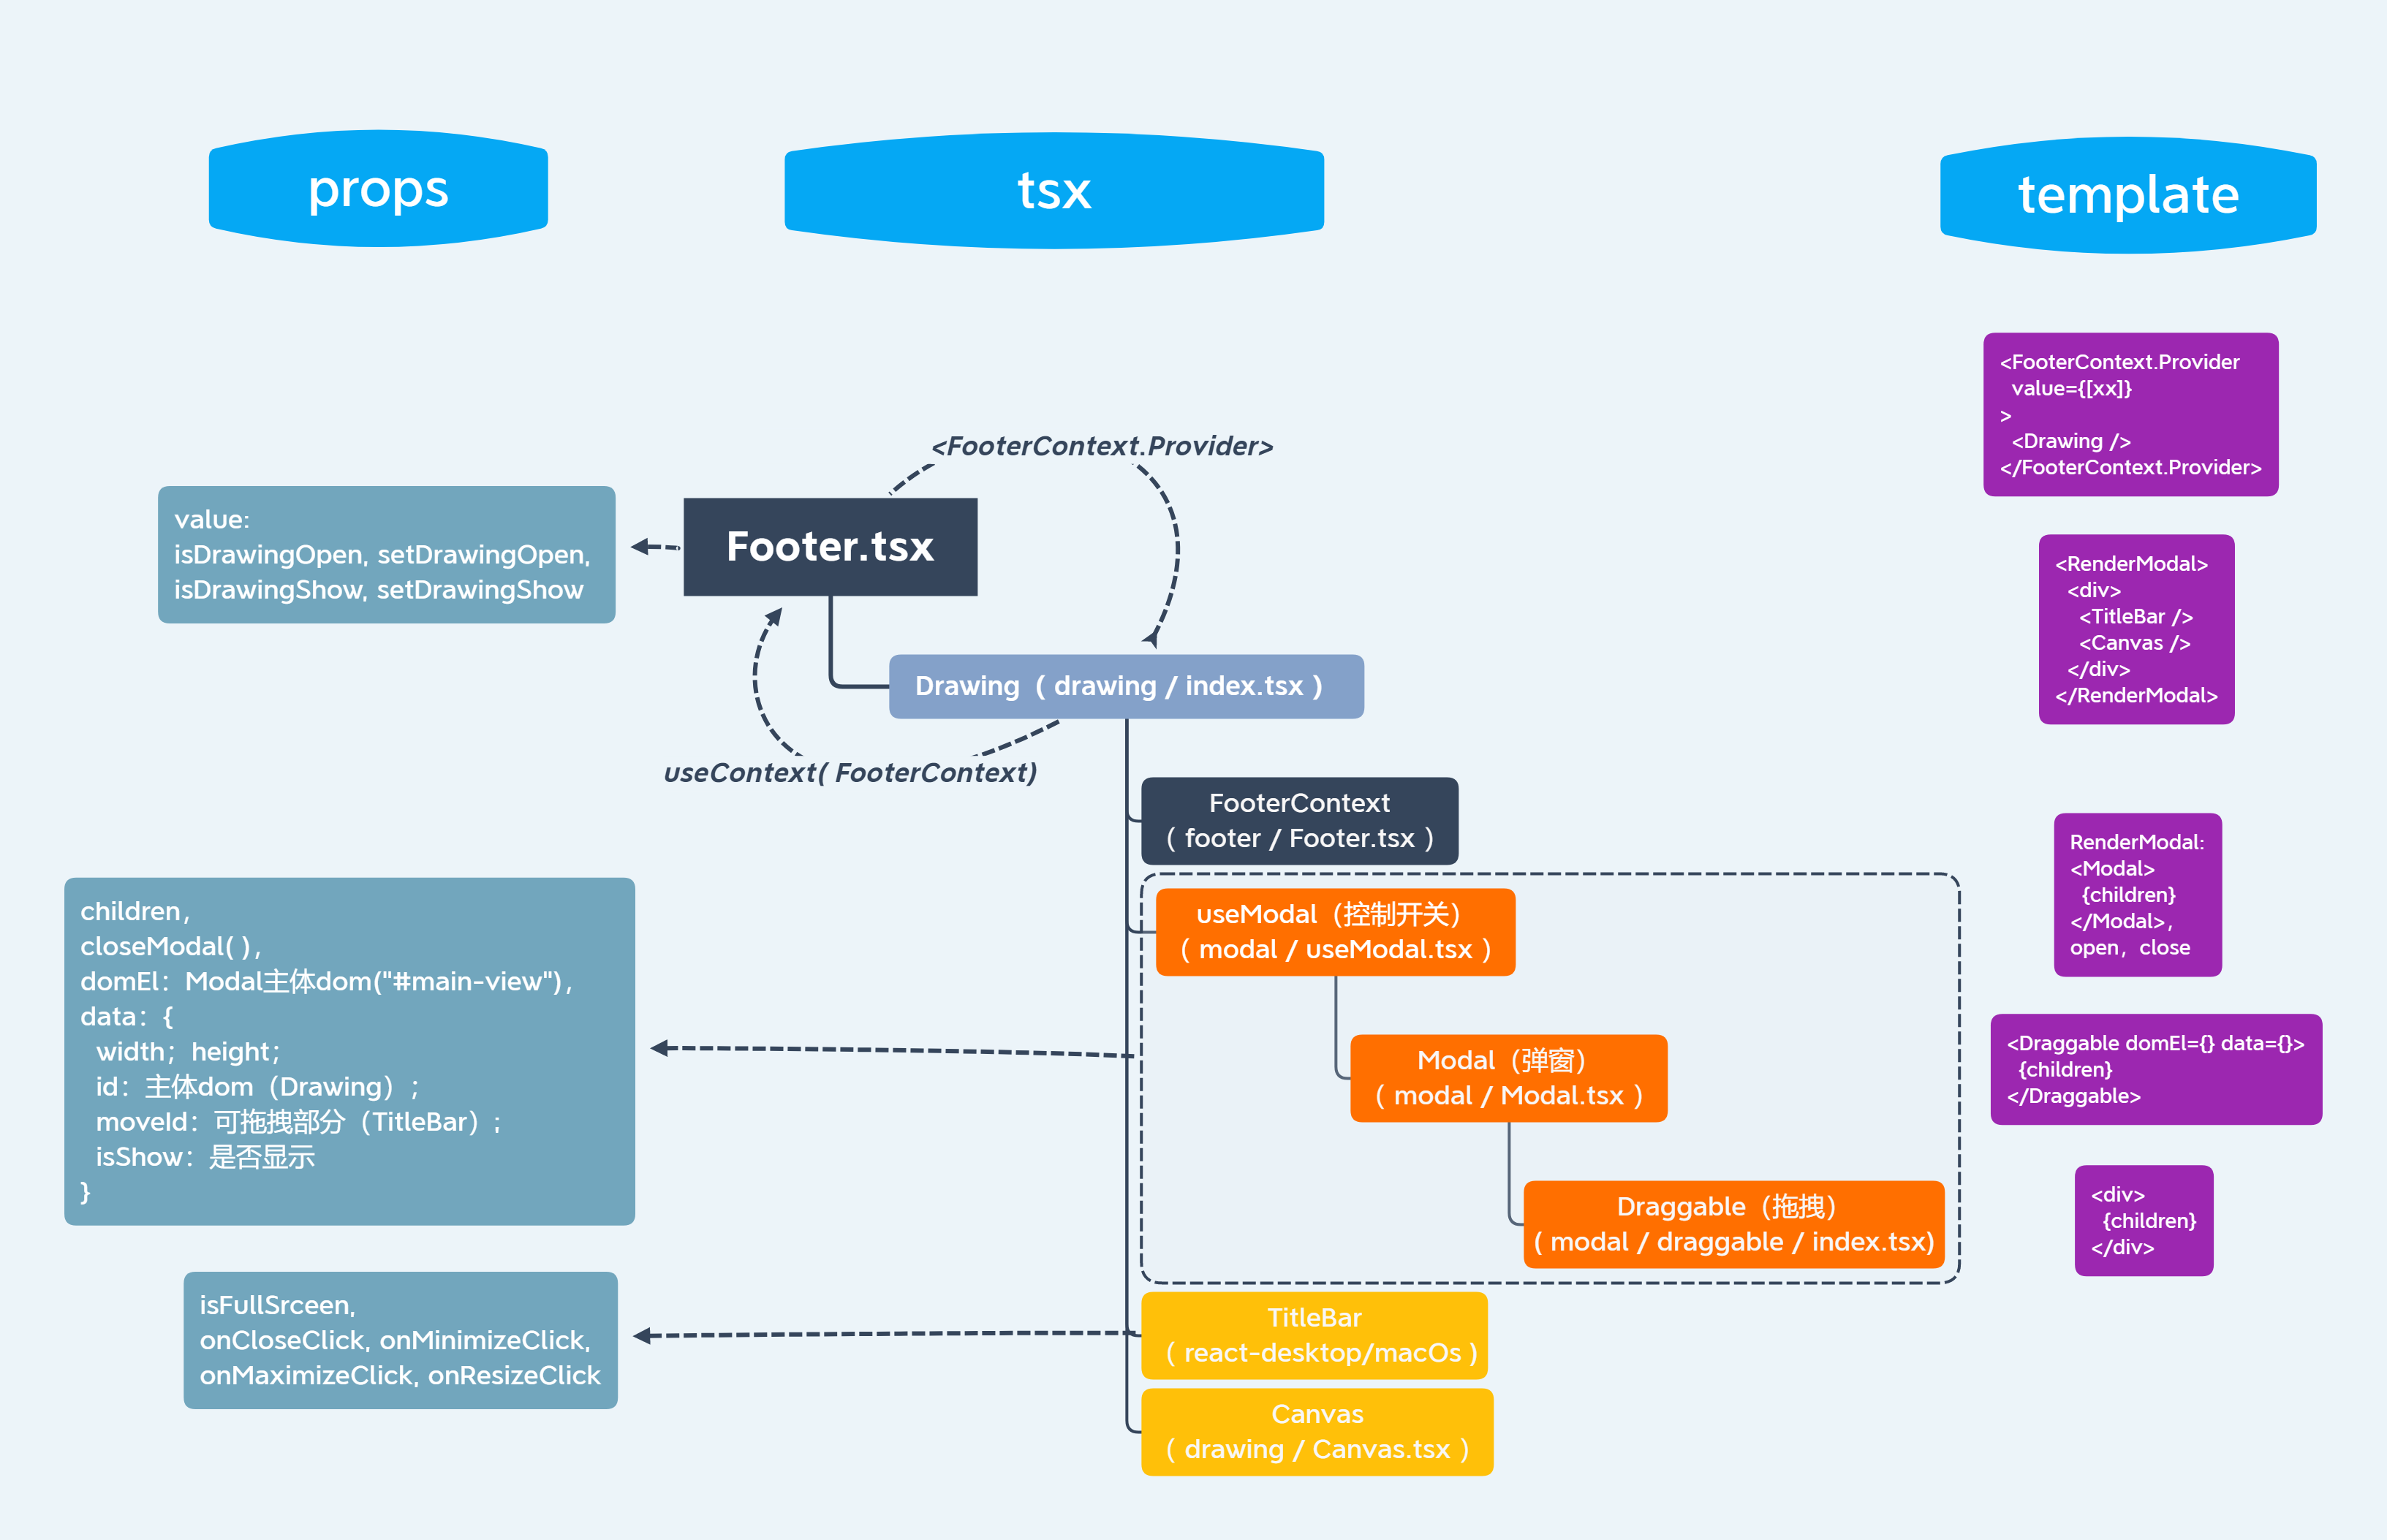 props
tsx
template
<FooterContext.Provider
  value={[xx]}
>
  <Drawing />
</FooterContext.Provider>
<FooterContext.Provider>
value:
isDrawingOpen, setDrawingOpen,
isDrawingShow, setDrawingShow
Footer.tsx
<RenderModal>
  <div>
    <TitleBar />
    <Canvas />
  </div>
</RenderModal>
Drawing（ drawing / index.tsx ）
useContext( FooterContext)
FooterContext
（ footer / Footer.tsx ）
RenderModal:
<Modal>
  {children}
</Modal>，
open，close
children，
closeModal( )，
domEl：Modal主体dom("#main-view")，
data：{
  width；height；
  id：主体dom（Drawing）；
  moveId：可拖拽部分（TitleBar）；
  isShow：是否显示
}
useModal（控制开关）
（ modal / useModal.tsx ）
Modal（弹窗）
（ modal / Modal.tsx ）
<Draggable domEl={} data={}>
  {children}
</Draggable>
Draggable（拖拽）
( modal / draggable / index.tsx)
<div>
  {children}
</div>
isFullSrceen,
onCloseClick, onMinimizeClick,
onMaximizeClick, onResizeClick
TitleBar
（ react-desktop/macOs ）
Canvas
（ drawing / Canvas.tsx ）